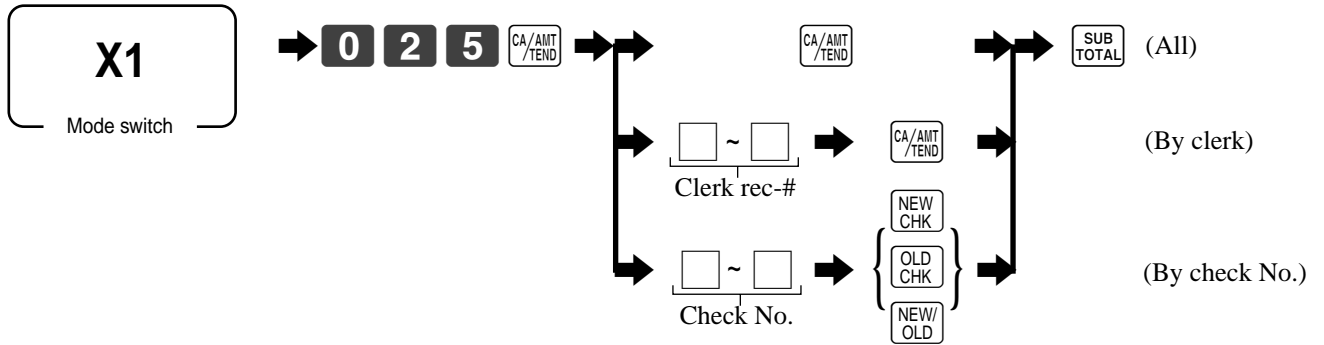 X1
Mode switch
0 2 5 CA/AMT /TEND CA/AMT /TEND SUB TOTAL (All)
~ CA/AMT /TEND (By clerk)
Clerk rec-#
NEW CHK
~ { OLD CHK } (By check No.)
Check No.
NEW/ OLD